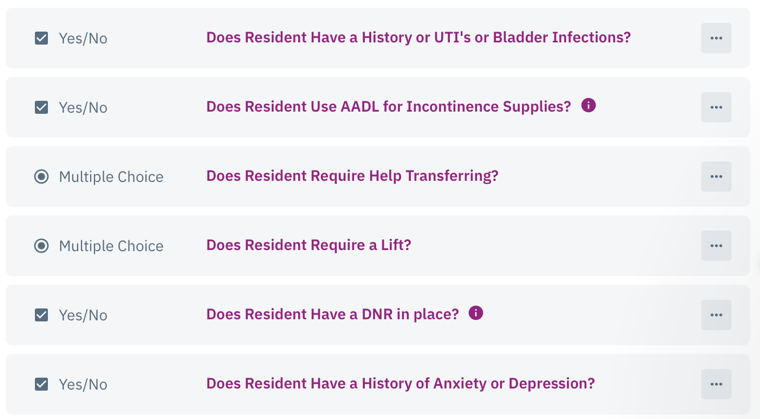 Yes/No Does Resident Have a History or UTI's or Bladder Infections?
Yes/No Does Resident Use AADL for Incontinence Supplies?
Multiple Choice Does Resident Require Help Transferring?
Multiple Choice Does Resident Require a Lift?
Yes/No Does Resident Have a DNR in place?
Yes/No Does Resident Have a History of Anxiety or Depression?